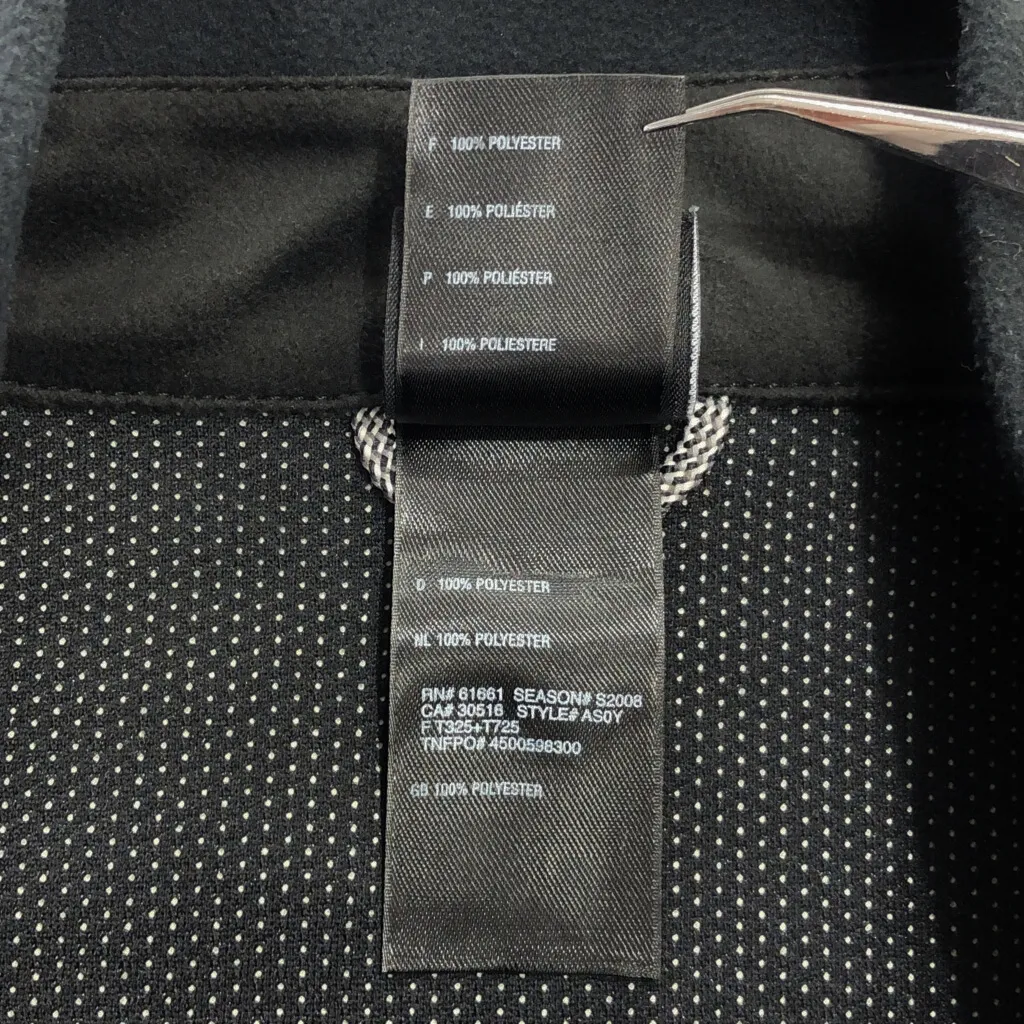 F 100% POLYESTER
E 100% POLIÉSTER
P 100% POLIÉSTER
I 100% POLIESTERE
D 100% POLYESTER
NL 100% POLYESTER
RN# 61661 SEASON# S2008
CA# 30516 STYLE# AS0Y
F T325+T725
TNFPO# 4500598300
GB 100% POLYESTER